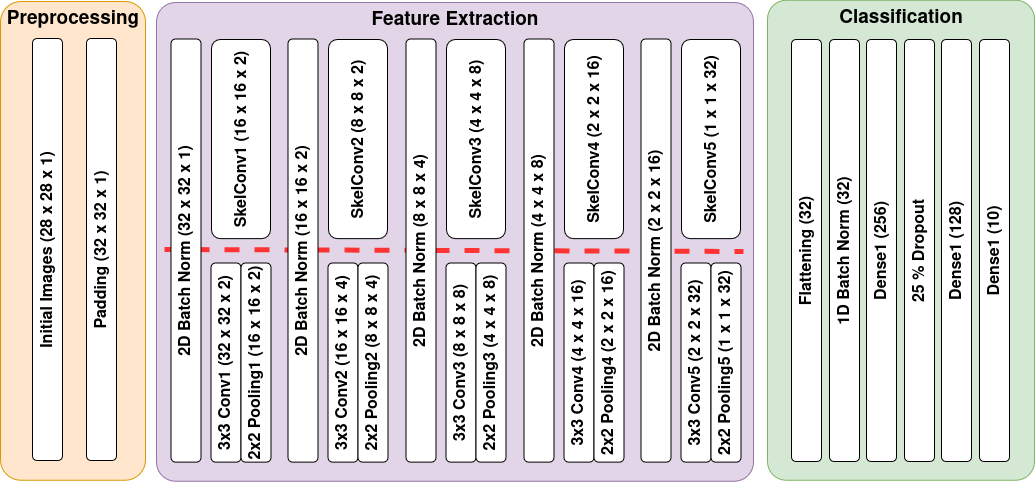 Preprocessing
Initial Images (28 x 28 x 1)
Padding (32 x 32 x 1)
Feature Extraction
2D Batch Norm (32 x 32 x 1)
SkelConv1 (16 x 16 x 2)
3x3 Conv1 (32 x 32 x 2)
2x2 Pooling1 (16 x 16 x 2)
2D Batch Norm (16 x 16 x 2)
SkelConv2 (8 x 8 x 2)
3x3 Conv2 (16 x 16 x 4)
2x2 Pooling2 (8 x 8 x 4)
2D Batch Norm (8 x 8 x 4)
SkelConv3 (4 x 4 x 8)
3x3 Conv3 (8 x 8 x 8)
2x2 Pooling3 (4 x 4 x 8)
2D Batch Norm (4 x 4 x 8)
SkelConv4 (2 x 2 x 16)
3x3 Conv4 (4 x 4 x 16)
2x2 Pooling4 (2 x 2 x 16)
2D Batch Norm (2 x 2 x 16)
SkelConv5 (1 x 1 x 32)
3x3 Conv5 (2 x 2 x 32)
2x2 Pooling5 (1 x 1 x 32)
Classification
Flattening (32)
1D Batch Norm (32)
Dense1 (256)
25 % Dropout
Dense1 (128)
Dense1 (10)